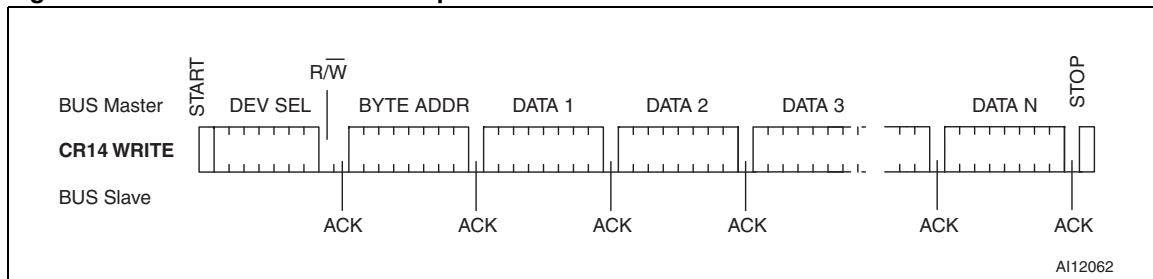 R/W
START
STOP
BUS Master DEV SEL BYTE ADDR DATA 1 DATA 2 DATA 3 DATA N
CR14 WRITE
BUS Slave
ACK ACK ACK ACK ACK ACK
AI12062